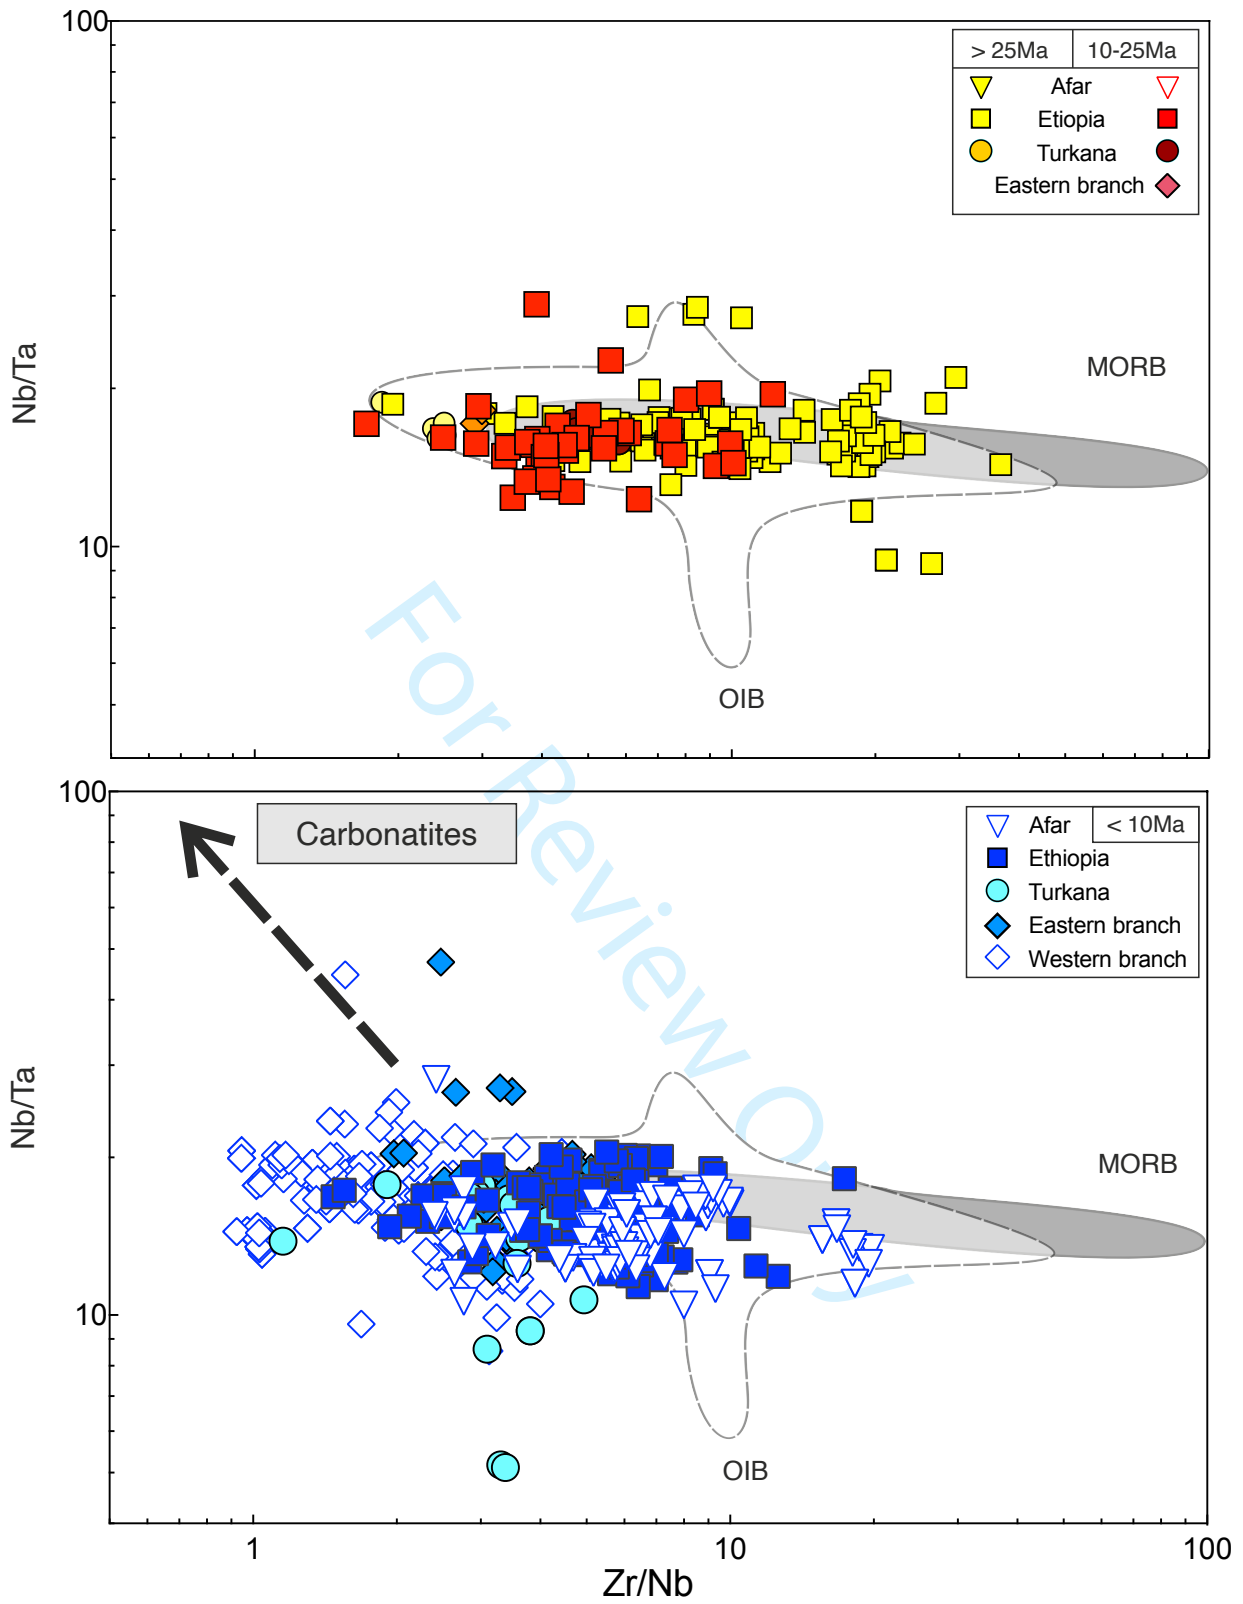 100
> 25Ma 10-25Ma
Afar
Etiopia
Turkana
Eastern branch
Nb/Ta
MORB
10
OIB
For Review Only
100
Carbonatites
Afar < 10Ma
Ethiopia
Turkana
Eastern branch
Western branch
Nb/Ta
MORB
10
OIB
1 10 100
Zr/Nb